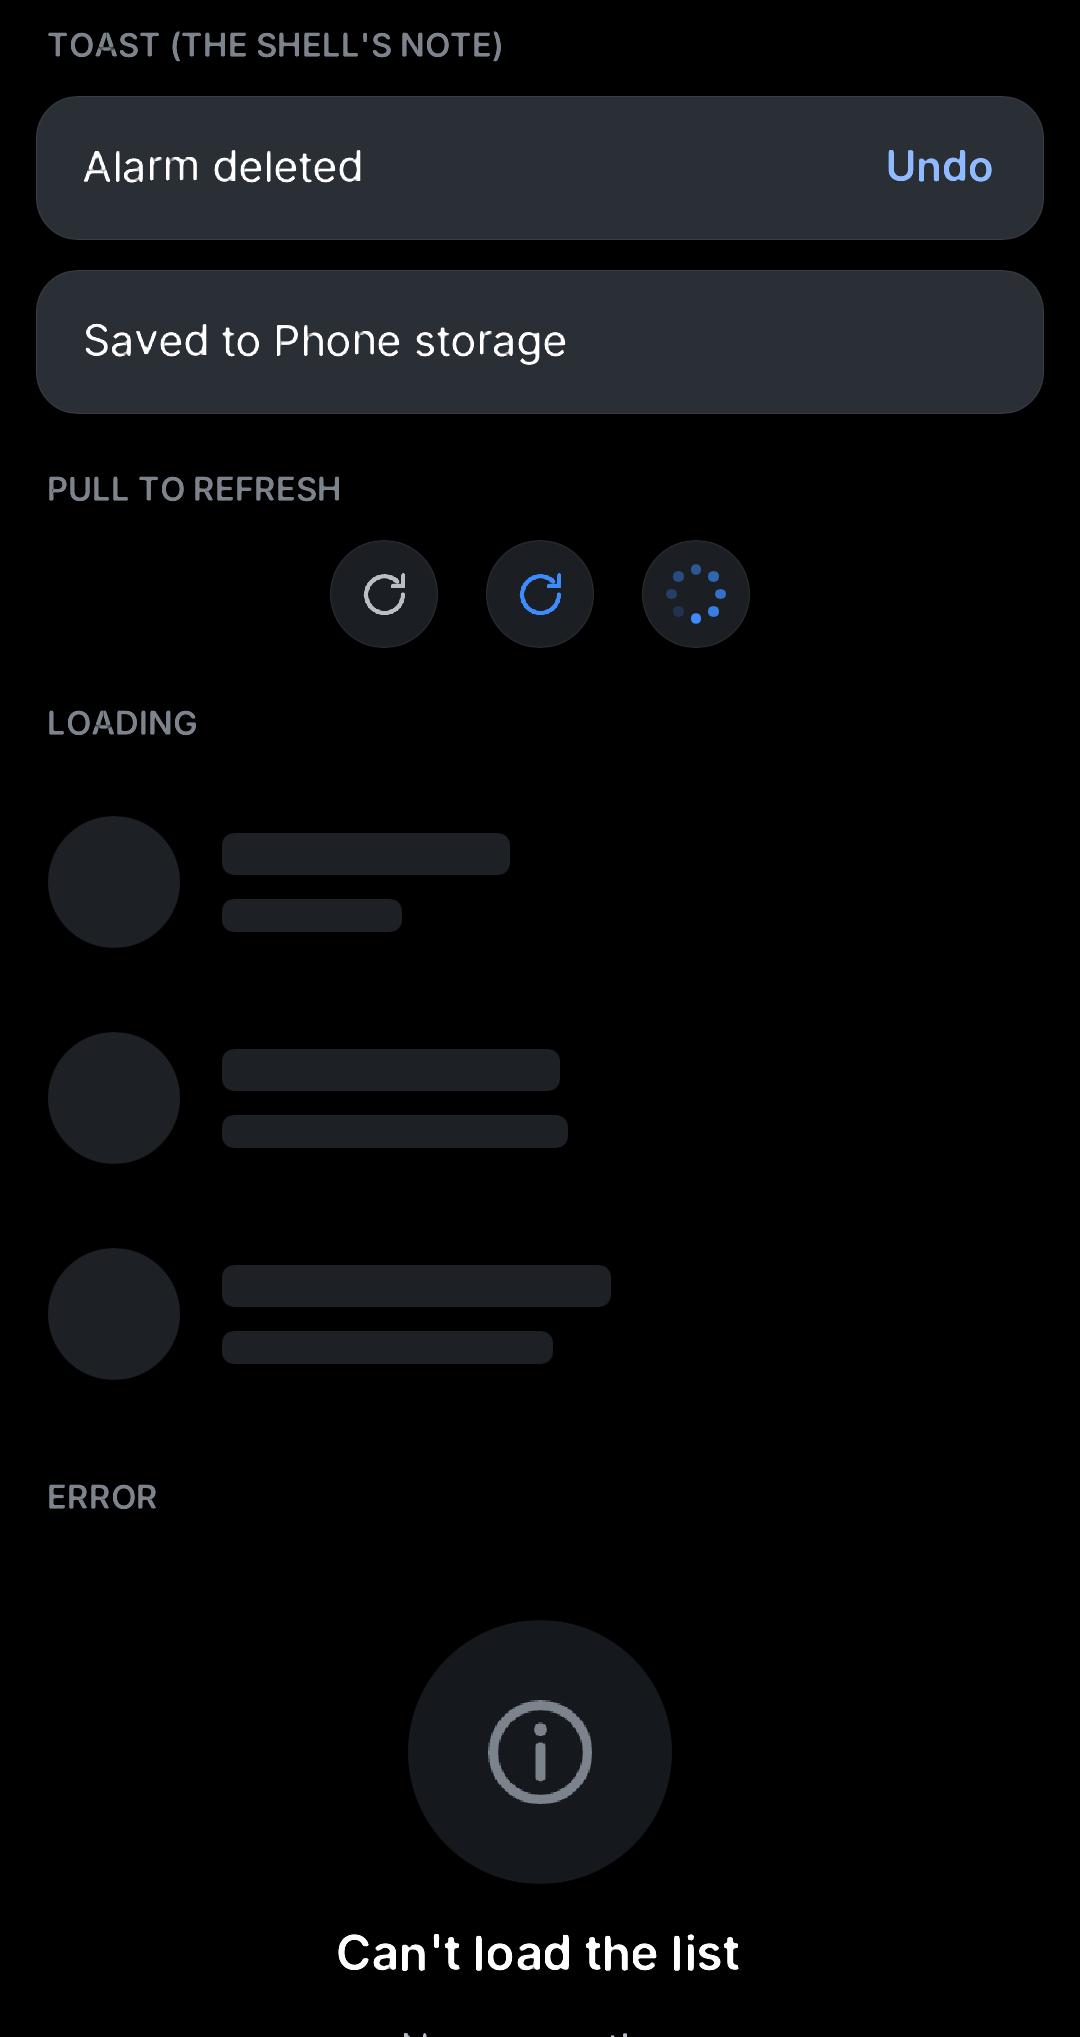 TOAST (THE SHELL'S NOTE)
Alarm deleted
Undo
Saved to Phone storage
PULL TO REFRESH
LOADING
ERROR
Can't load the list